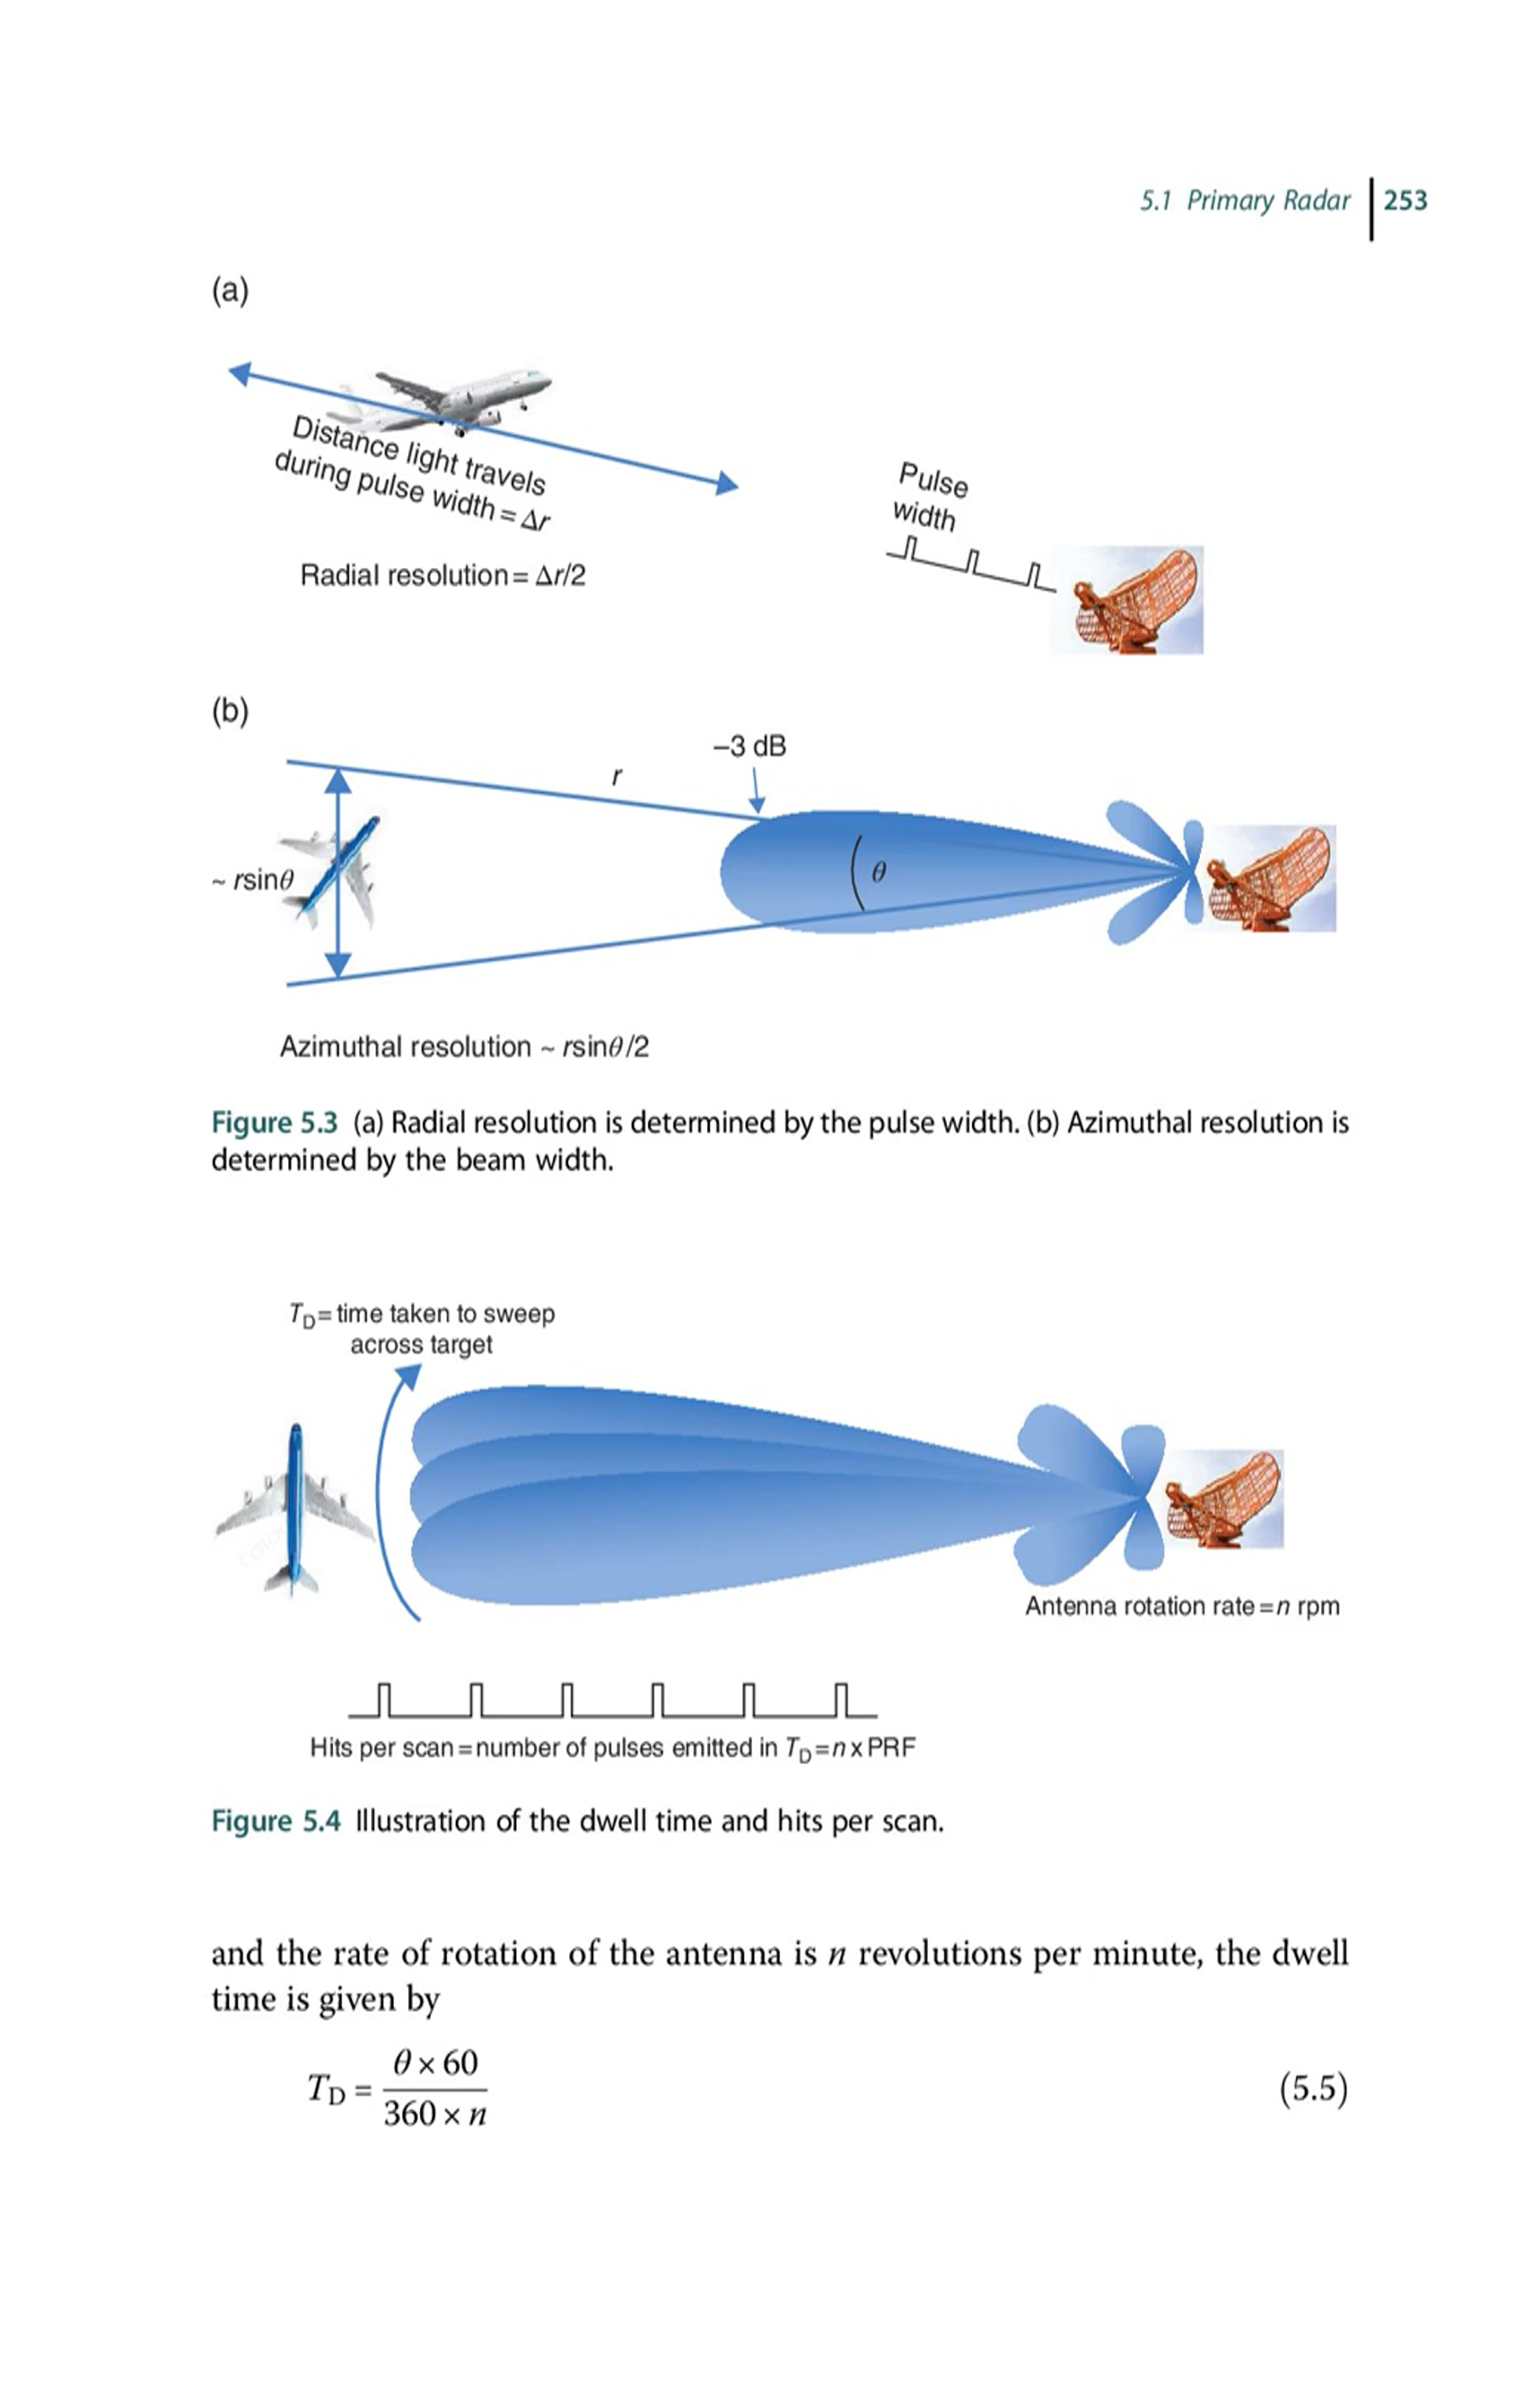 5.1 Primary Radar 253
(a)
Distance light travels
during pulse width = Δr
Radial resolution = Δr/2
Pulse
width
(b)
–3 dB
r
θ
~ rsinθ
Azimuthal resolution ~ rsinθ/2
Figure 5.3 (a) Radial resolution is determined by the pulse width. (b) Azimuthal resolution is
determined by the beam width.
T_D = time taken to sweep
across target
Antenna rotation rate = n rpm
Hits per scan = number of pulses emitted in T_D = n x PRF
Figure 5.4 Illustration of the dwell time and hits per scan.
and the rate of rotation of the antenna is n revolutions per minute, the dwell
time is given by
T_D = θ × 60 / 360 × n (5.5)